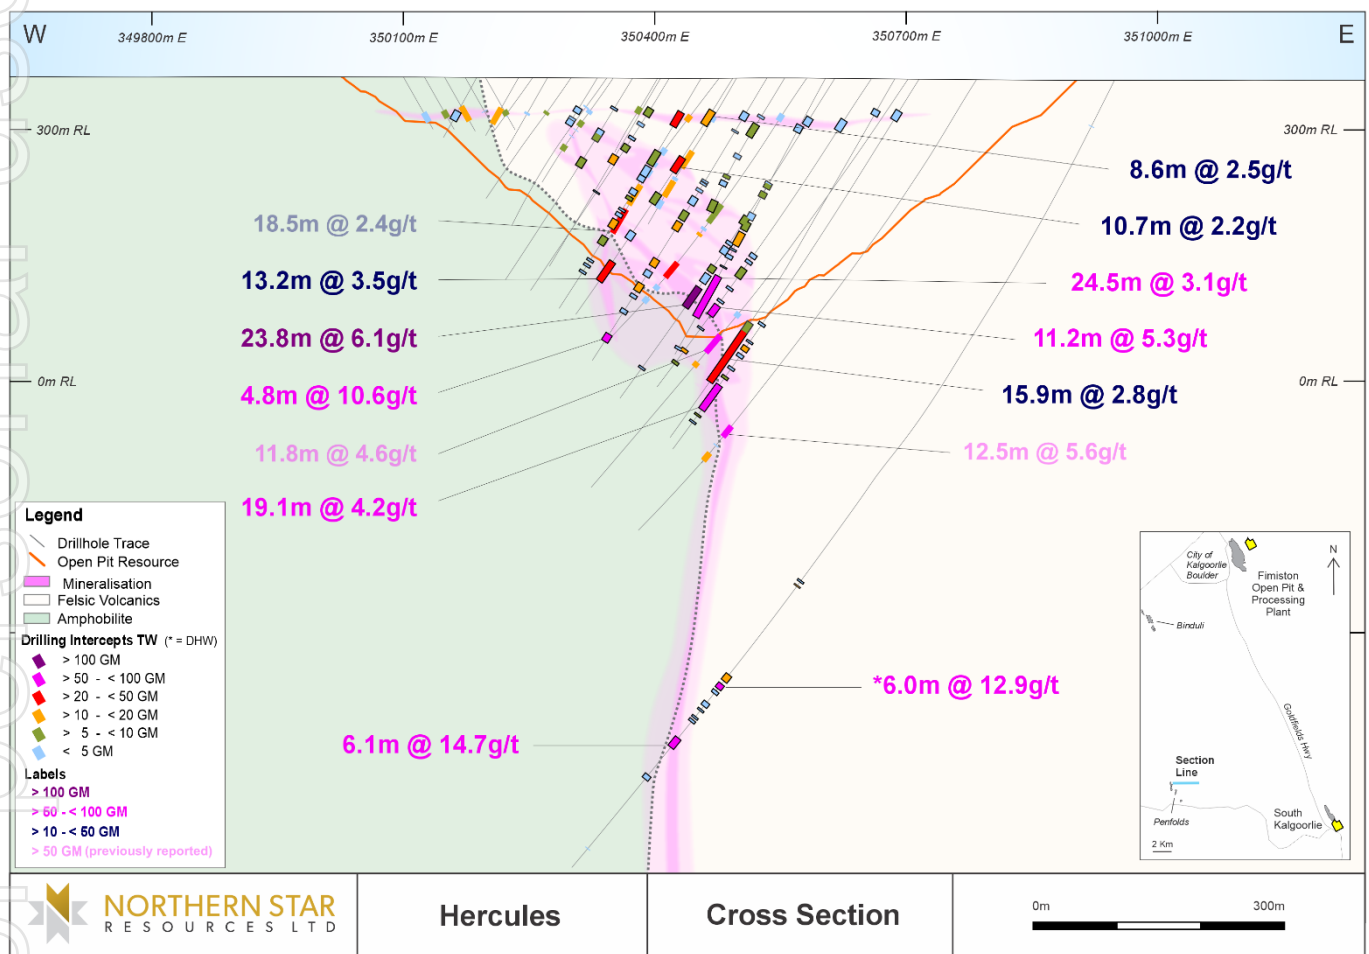 W
349800m E
350100m E
350400m E
350700m E
351000m E
E
300m RL
300m RL
8.6m @ 2.5g/t
18.5m @ 2.4g/t
10.7m @ 2.2g/t
13.2m @ 3.5g/t
24.5m @ 3.1g/t
23.8m @ 6.1g/t
11.2m @ 5.3g/t
0m RL
0m RL
4.8m @ 10.6g/t
15.9m @ 2.8g/t
11.8m @ 4.6g/t
12.5m @ 5.6g/t
19.1m @ 4.2g/t
*6.0m @ 12.9g/t
6.1m @ 14.7g/t
Legend
Drillhole Trace
Open Pit Resource
Mineralisation
Felsic Volcanics
Amphobilite
Drilling Intercepts TW (* = DHW)
> 100 GM
> 50 - < 100 GM
> 20 - < 50 GM
> 10 - < 20 GM
> 5 - < 10 GM
< 5 GM
Labels
> 100 GM
> 50 - < 100 GM
> 10 - < 50 GM
> 50 GM (previously reported)
City of
Kalgoorlie
Boulder
N
Fimiston
Open Pit &
Processing
Plant
Binduli
Goldfields Hwy
Section
Line
Penfolds
South
Kalgoorlie
2 Km
NORTHERN STAR
RESOURCES LTD
Hercules
Cross Section
0m
300m